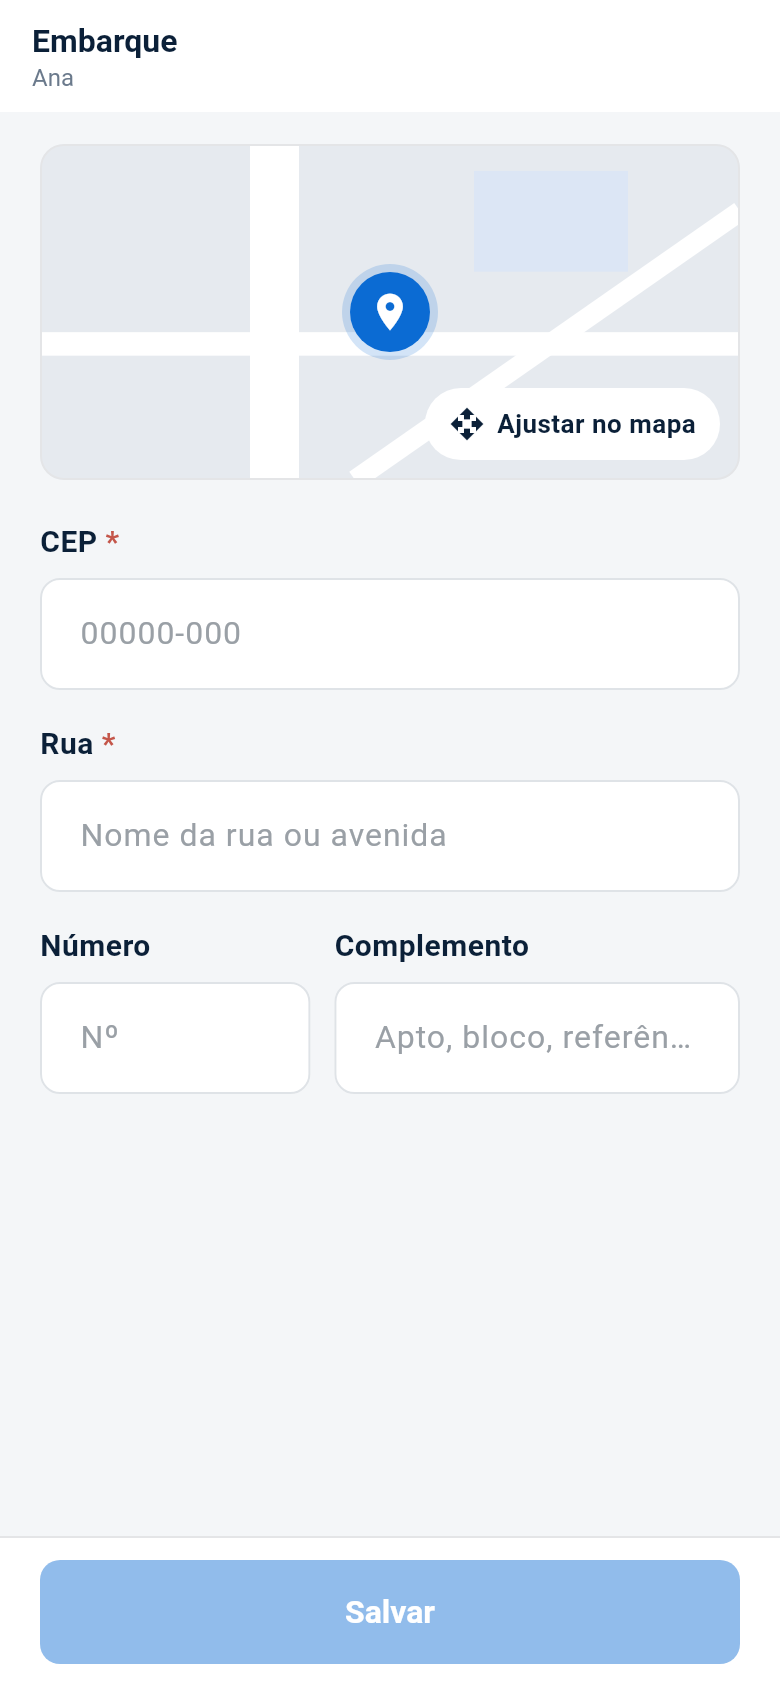 Embarque
Ana
Ajustar no mapa
CEP *
00000-000
Rua *
Nome da rua ou avenida
Número
Complemento
Nº
Apto, bloco, referên...
Salvar